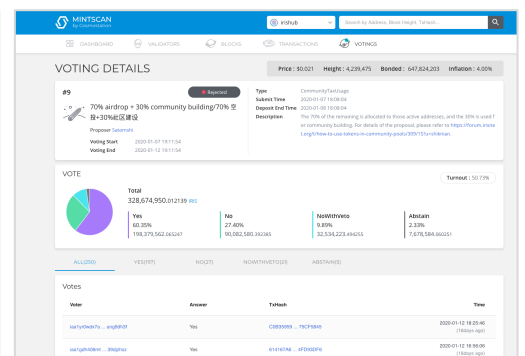 MINTSCAN
by Cosmostation
irishub
Search by Address, Block Height, TxHash...
DASHBOARD
VALIDATORS
BLOCKS
TRANSACTIONS
VOTINGS
VOTING DETAILS
Price : $0.021 Height : 4,239,475 Bonded : 647,824,203 Inflation : 4.00%
#9
Rejected
70% airdrop + 30% community building/70% 空
投+30%社区建设
Proposer
Voting Start 2020-01-07 19:11:54
Voting End 2020-01-12 19:11:54
Type CommunityTaxUsage
Submit Time 2020-01-07 18:08:04
Deposit End Time 2020-01-08 18:08:04
Description The 70% of the remaining is allocated to those active addresses, and the 30% is used f
or community building. For details of the proposal, please refer to
VOTE
Turnout : 50.73%
Total
328,674,950.012139 IRIS
Yes
60.35%
198,379,562.065247
No
27.40%
90,082,580.392385
NoWithVeto
9.89%
32,534,223.494255
Abstain
2.33%
7,678,584.060251
ALL(250)
YES(197)
NO(27)
NOWITHVETO(21)
ABSTAIN(5)
Votes
Voter Answer TxHash Time
Yes
2020-01-12 18:25:46
Yes
2020-01-12 18:56:06